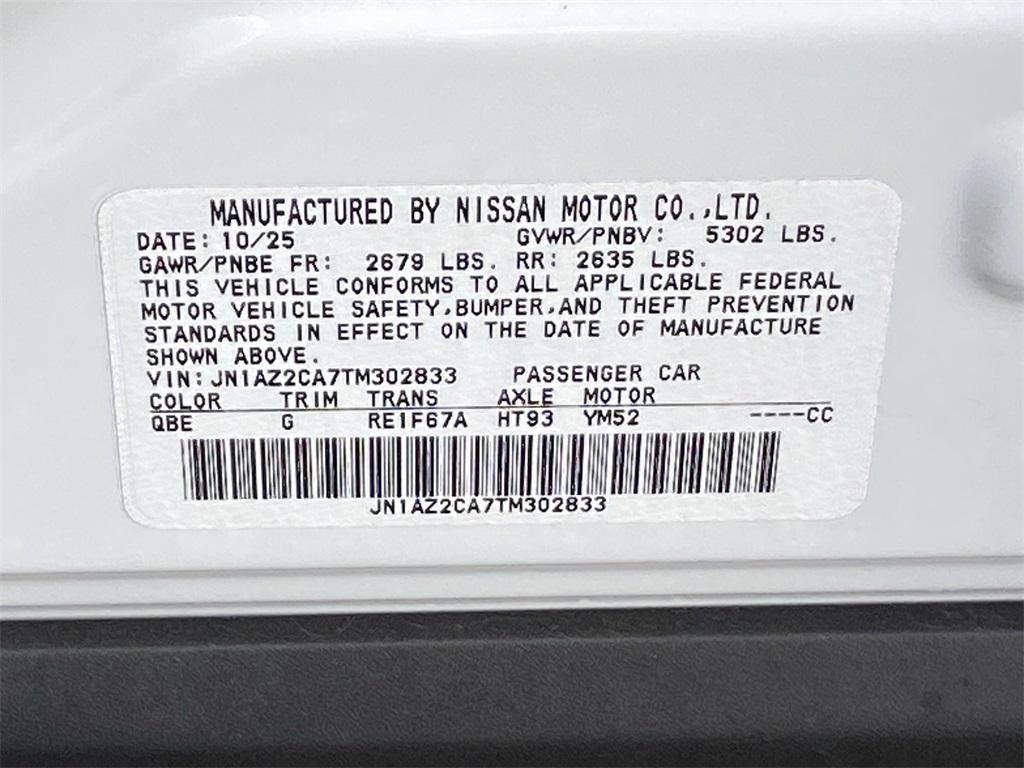 MANUFACTURED BY NISSAN MOTOR CO.,LTD.
DATE: 10/25 GVWR/PNBV: 5302 LBS.
GAWR/PNBE FR: 2679 LBS. RR: 2635 LBS.
THIS VEHICLE CONFORMS TO ALL APPLICABLE FEDERAL
MOTOR VEHICLE SAFETY,BUMPER,AND THEFT PREVENTION
STANDARDS IN EFFECT ON THE DATE OF MANUFACTURE
SHOWN ABOVE.
VIN: JN1AZ2CA7TM302833 PASSENGER CAR
COLOR TRIM TRANS AXLE MOTOR
QBE G RE1F67A HT93 YM52 ----CC
JN1AZ2CA7TM302833